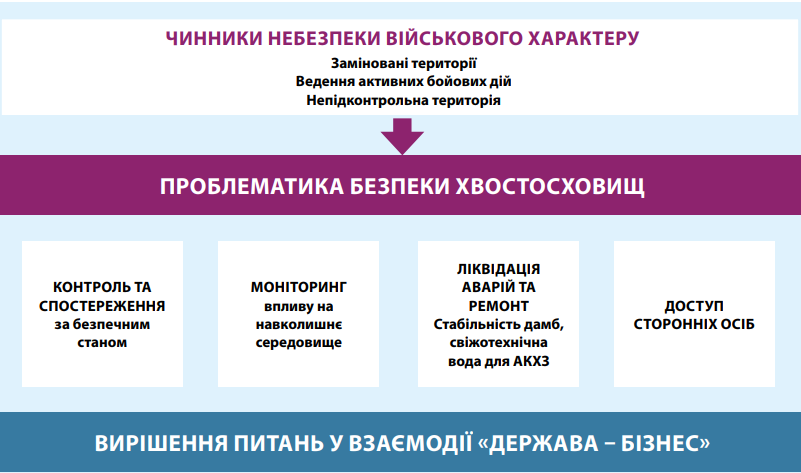 ЧИННИКИ НЕБЕЗПЕКИ ВІЙСЬКОВОГО ХАРАКТЕРУ
Заміновані території
Ведення активних бойових дій
Непідконтрольна територія
ПРОБЛЕМАТИКА БЕЗПЕКИ ХВОСТОСХОВИЩ
КОНТРОЛЬ ТА
СПОСТЕРЕЖЕННЯ
за безпечним
станом
МОНІТОРИНГ
впливу на
навколишнє
середовище
ЛІКВІДАЦІЯ
АВАРІЙ ТА
РЕМОНТ
Стабільність дамб,
свіжотехнічна
вода для АКХЗ
ДОСТУП
СТОРОННІХ ОСІБ
ВИРІШЕННЯ ПИТАНЬ У ВЗАЄМОДІЇ «ДЕРЖАВА – БІЗНЕС»